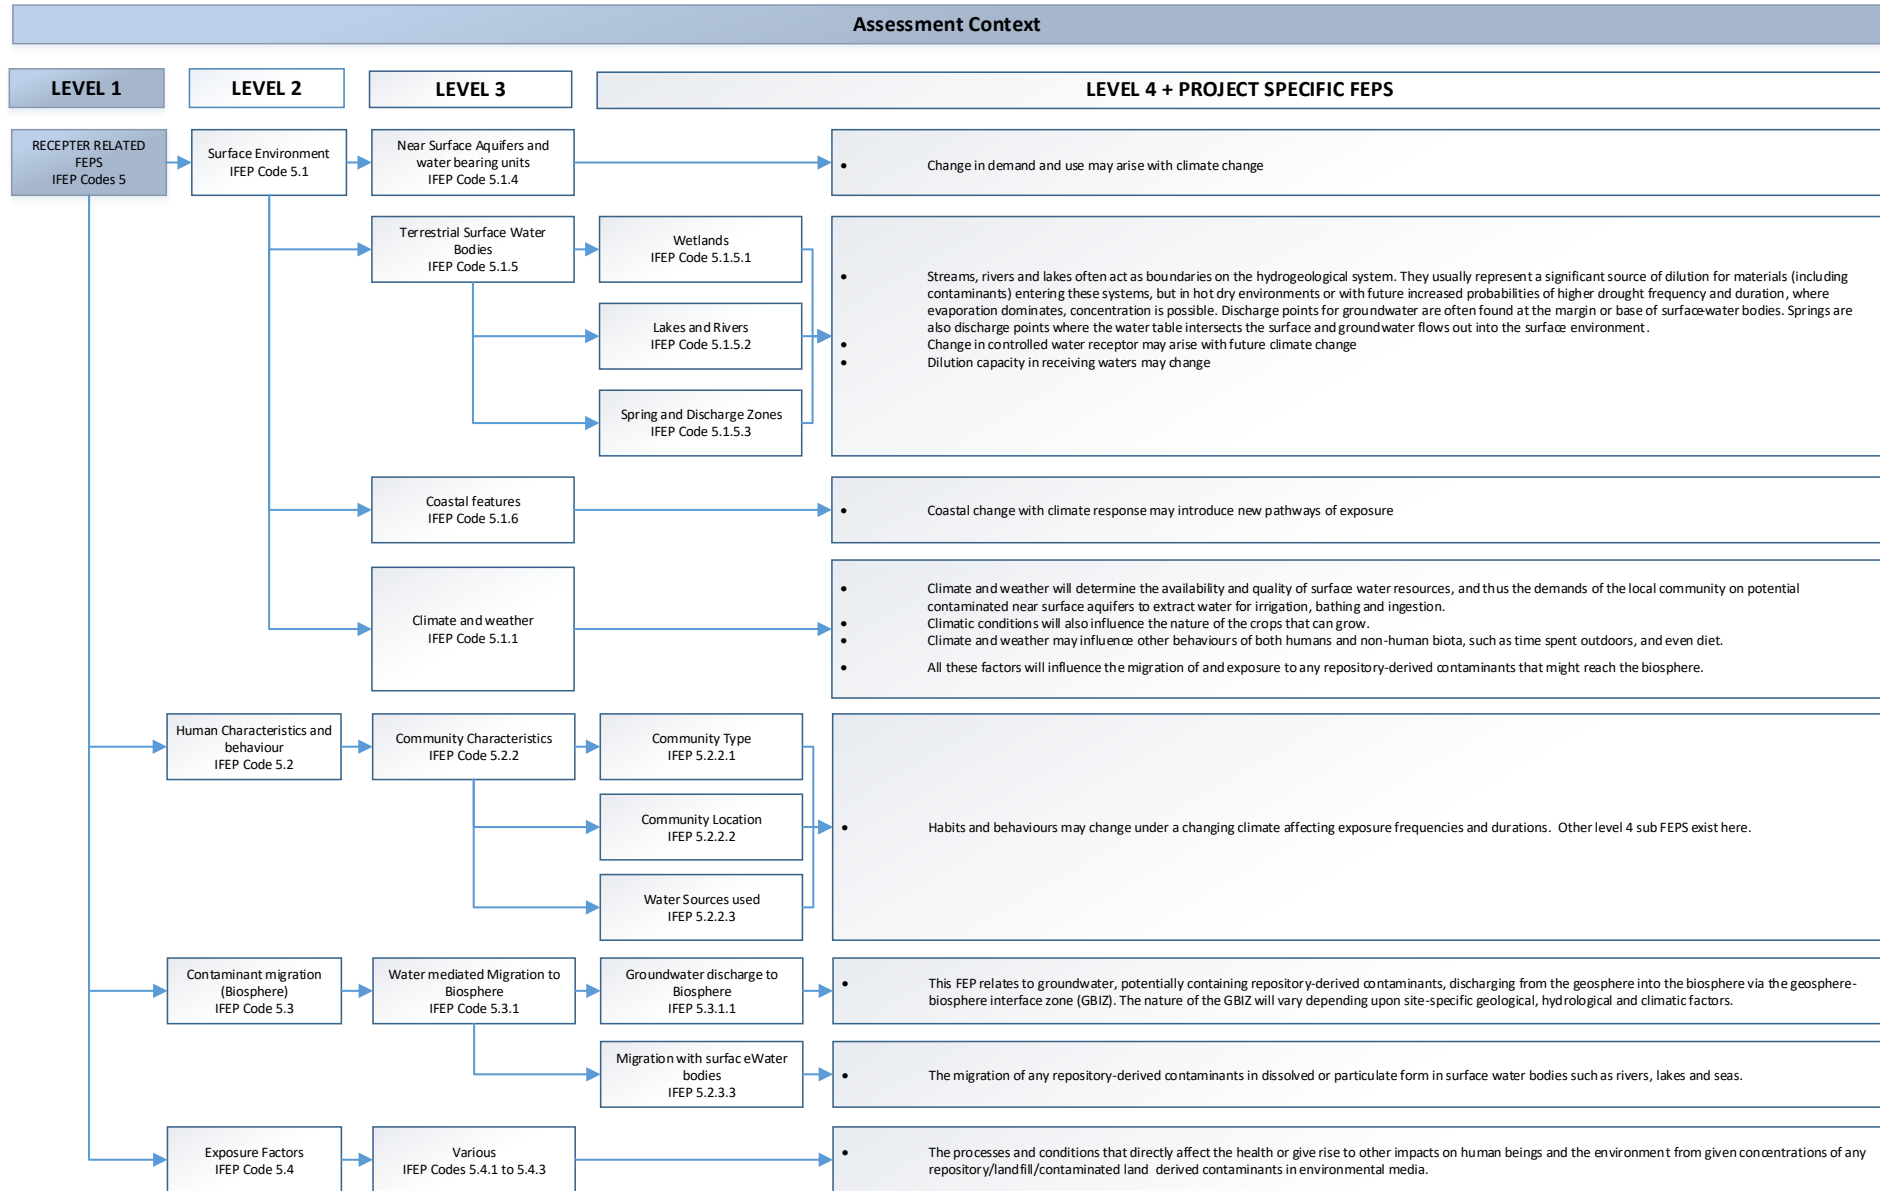 Assessment Context
LEVEL 1
LEVEL 2
LEVEL 3
LEVEL 4 + PROJECT SPECIFIC FEPS
RECEPTER RELATED
FEPS
IFEP Codes 5
Surface Environment
IFEP Code 5.1
Near Surface Aquifers and
water bearing units
IFEP Code 5.1.4
• Change in demand and use may arise with climate change
Terrestrial Surface Water
Bodies
IFEP Code 5.1.5
Wetlands
IFEP Code 5.1.5.1
Lakes and Rivers
IFEP Code 5.1.5.2
Spring and Discharge Zones
IFEP Code 5.1.5.3
• Streams, rivers and lakes often act as boundaries on the hydrogeological system. They usually represent a significant source of dilution for materials (including
contaminants) entering these systems, but in hot dry environments or with future increased probabilities of higher drought frequency and duration, where
evaporation dominates, concentration is possible. Discharge points for groundwater are often found at the margin or base of surface-water bodies. Springs are
also discharge points where the water table intersects the surface and groundwater flows out into the surface environment.
• Change in controlled water receptor may arise with future climate change
• Dilution capacity in receiving waters may change
Coastal features
IFEP Code 5.1.6
• Coastal change with climate response may introduce new pathways of exposure
Climate and weather
IFEP Code 5.1.1
• Climate and weather will determine the availability and quality of surface water resources, and thus the demands of the local community on potential
contaminated near surface aquifers to extract water for irrigation, bathing and ingestion.
• Climatic conditions will also influence the nature of the crops that can grow.
• Climate and weather may influence other behaviours of both humans and non-human biota, such as time spent outdoors, and even diet.
• All these factors will influence the migration of and exposure to any repository-derived contaminants that might reach the biosphere.
Human Characteristics and
behaviour
IFEP Code 5.2
Community Characteristics
IFEP Code 5.2.2
Community Type
IFEP 5.2.2.1
Community Location
IFEP 5.2.2.2
Water Sources used
IFEP 5.2.2.3
• Habits and behaviours may change under a changing climate affecting exposure frequencies and durations. Other level 4 sub FEPS exist here.
Contaminant migration
(Biosphere)
IFEP Code 5.3
Water mediated Migration to
Biosphere
IFEP Code 5.3.1
Groundwater discharge to
Biosphere
IFEP 5.3.1.1
• This FEP relates to groundwater, potentially containing repository-derived contaminants, discharging from the geosphere into the biosphere via the geosphere-
biosphere interface zone (GBIZ). The nature of the GBIZ will vary depending upon site-specific geological, hydrological and climatic factors.
Migration with surfac eWater
bodies
IFEP 5.2.3.3
• The migration of any repository-derived contaminants in dissolved or particulate form in surface water bodies such as rivers, lakes and seas.
Exposure Factors
IFEP Code 5.4
Various
IFEP Codes 5.4.1 to 5.4.3
• The processes and conditions that directly affect the health or give rise to other impacts on human beings and the environment from given concentrations of any
repository/landfill/contaminated land derived contaminants in environmental media.